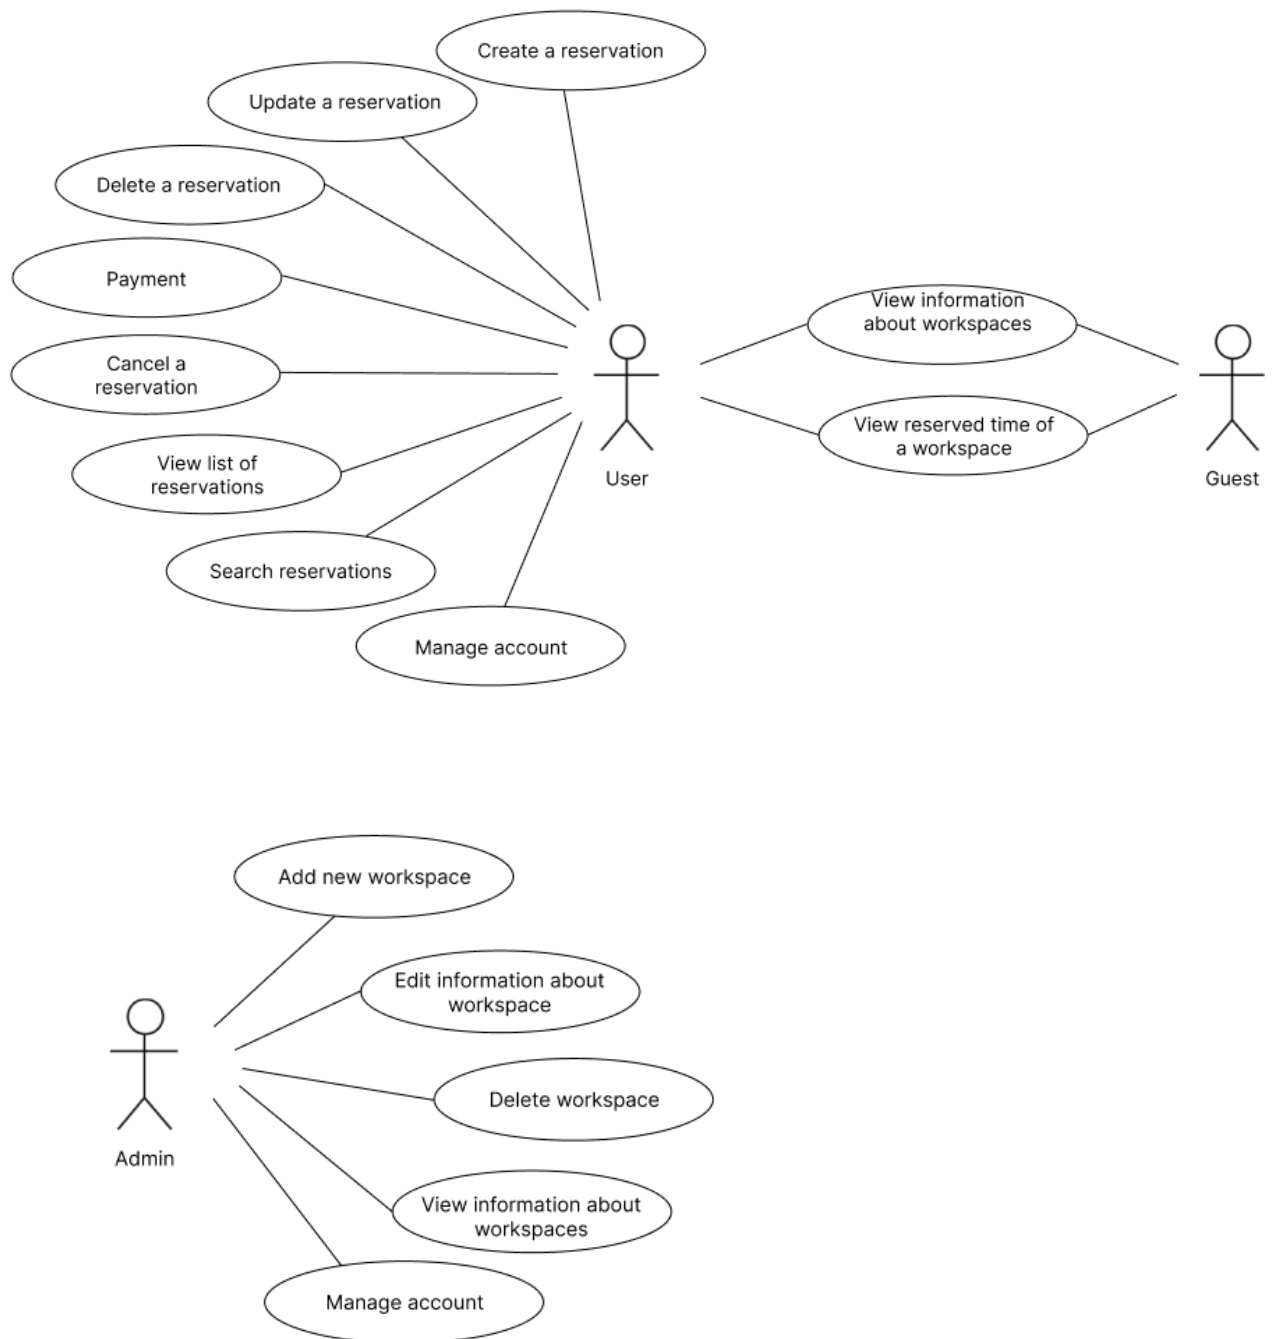 Create a reservation
Update a reservation
Delete a reservation
Payment
View information
about workspaces
Cancel a
reservation
View reserved time of
a workspace
View list of
reservations
User
Guest
Search reservations
Manage account
Add new workspace
Edit information about
workspace
Delete workspace
Admin
View information about
workspaces
Manage account